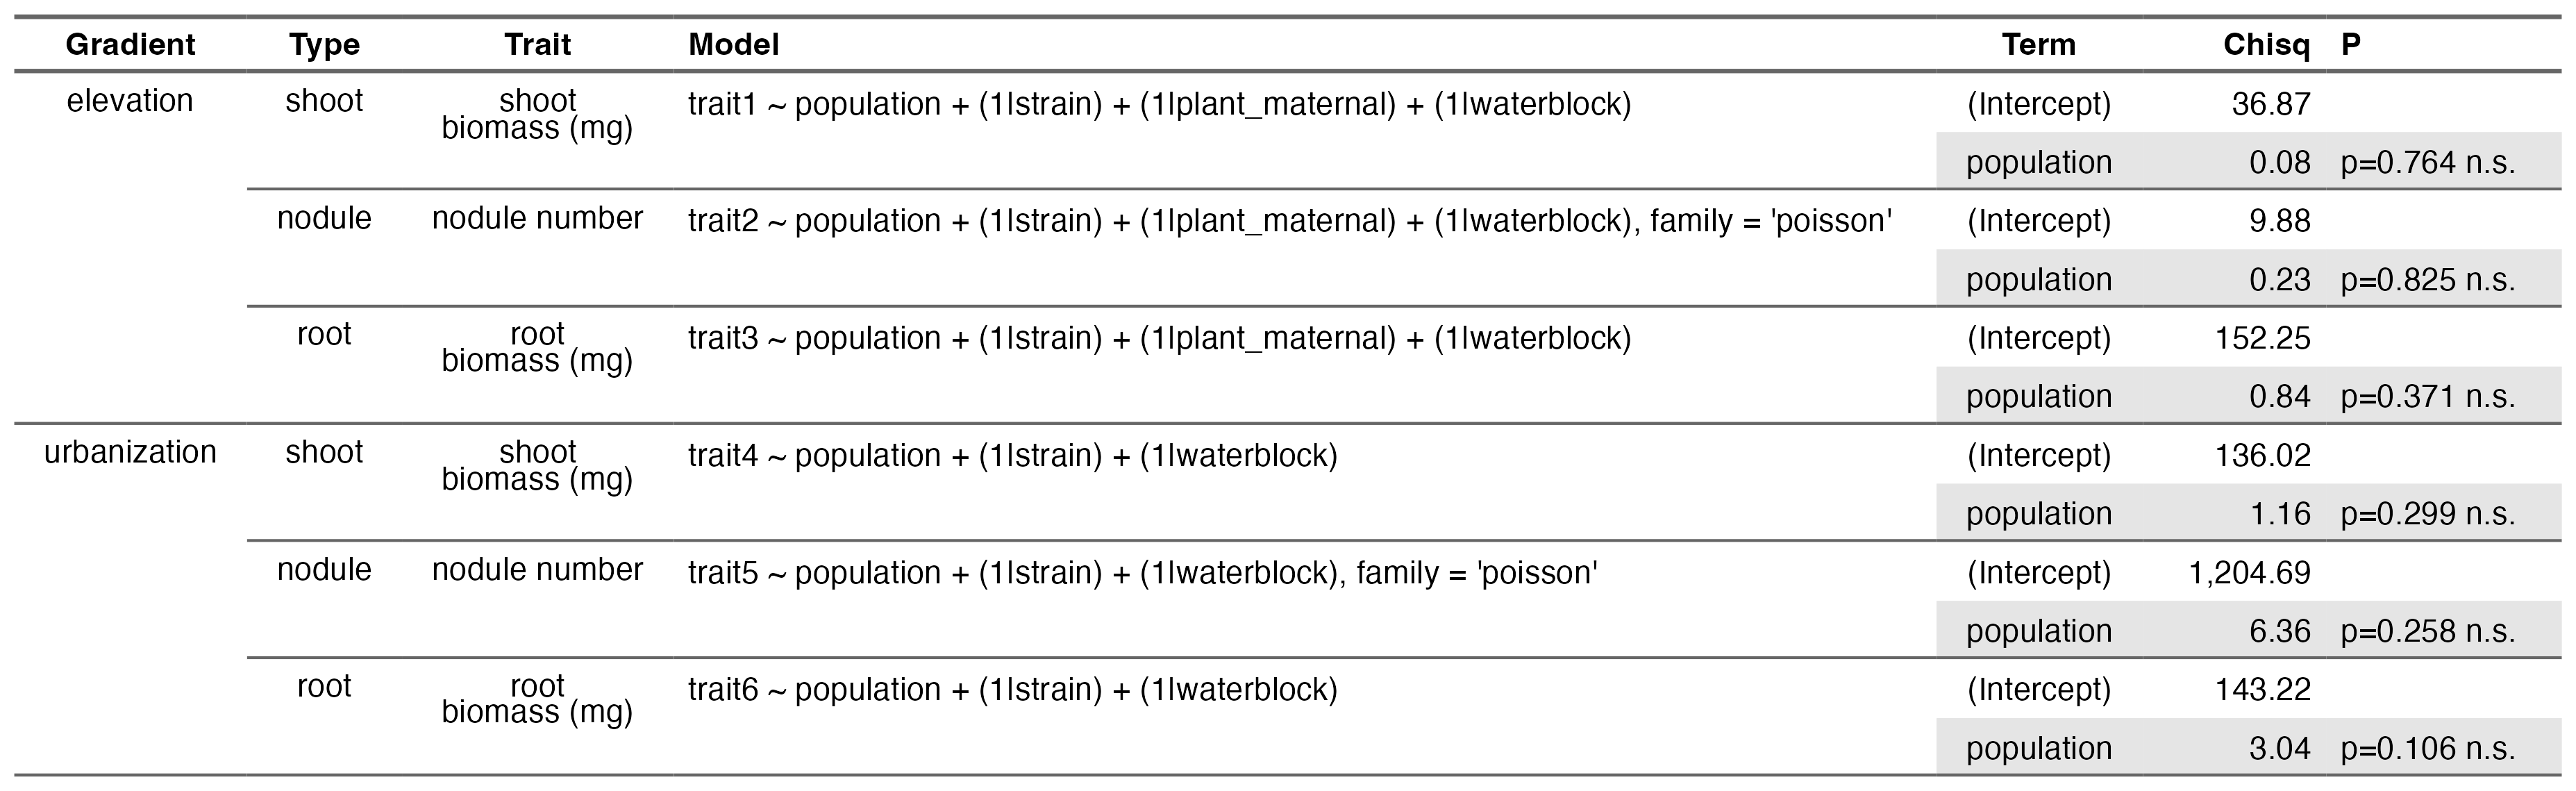 Gradient Type Trait Model Term Chisq P
elevation shoot shoot biomass (mg) trait1 ~ population + (1|strain) + (1|plant_maternal) + (1|waterblock) (Intercept) 36.87
population 0.08 p=0.764 n.s.
nodule nodule number trait2 ~ population + (1|strain) + (1|plant_maternal) + (1|waterblock), family = 'poisson' (Intercept) 9.88
population 0.23 p=0.825 n.s.
root root biomass (mg) trait3 ~ population + (1|strain) + (1|plant_maternal) + (1|waterblock) (Intercept) 152.25
population 0.84 p=0.371 n.s.
urbanization shoot shoot biomass (mg) trait4 ~ population + (1|strain) + (1|waterblock) (Intercept) 136.02
population 1.16 p=0.299 n.s.
nodule nodule number trait5 ~ population + (1|strain) + (1|waterblock), family = 'poisson' (Intercept) 1,204.69
population 6.36 p=0.258 n.s.
root root biomass (mg) trait6 ~ population + (1|strain) + (1|waterblock) (Intercept) 143.22
population 3.04 p=0.106 n.s.